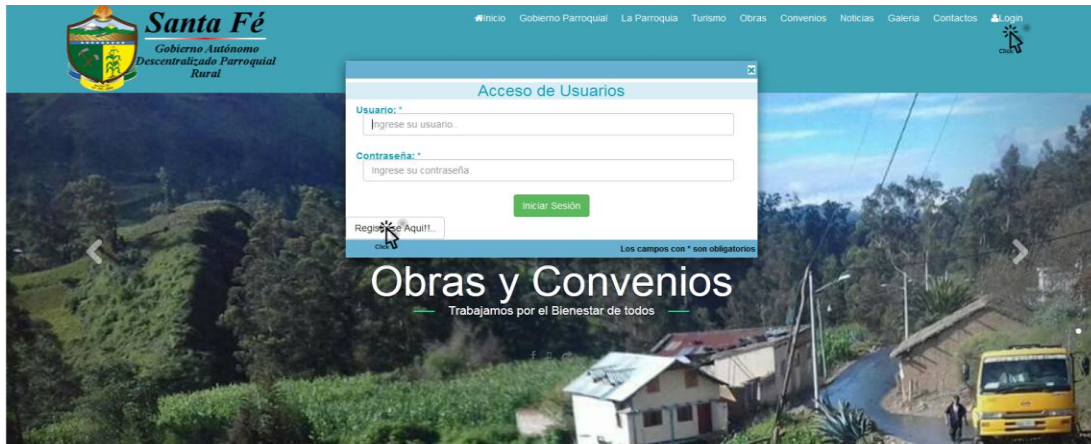 Santa Fé
Gobierno Autónomo
Descentralizado Parroquial
Rural
Inicio Gobierno Parroquial La Parroquia Turismo Obras Convenios Noticias Galeria Contactos Login
Click
Acceso de Usuarios
Usuario: *
Ingrese su usuario..
Contraseña: *
Ingrese su contraseña
Iniciar Sesión
Registrese Aqui!!..
Click
Los campos con * son obligatorios
Obras y Convenios
Trabajamos por el Bienestar de todos